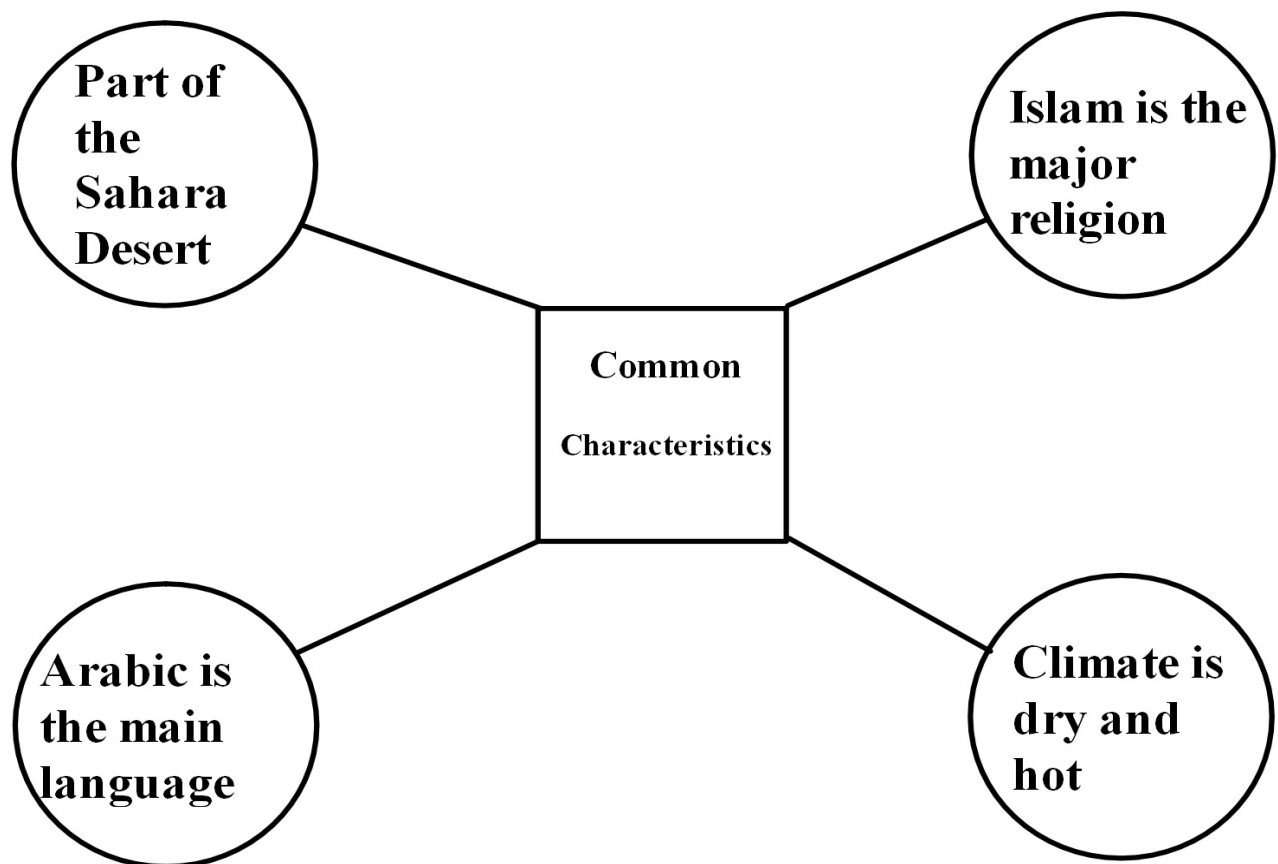 Part of
the
Sahara
Desert
Islam is the
major
religion
Common
Characteristics
Arabic is
the main
language
Climate is
dry and
hot